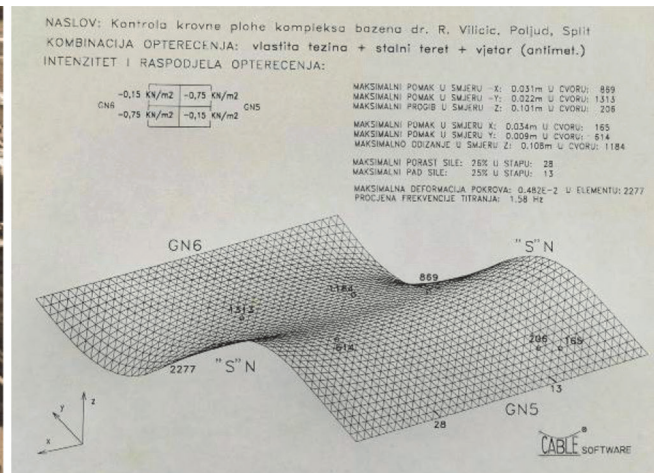 NASLOV: Kontrola krovne plohe kompleksa bazena dr. R. Vilicic, Poljud, Split
KOMBINACIJA OPTERECENJA: vlastita tezina + stalni teret + vjetar (antimet.)
INTENZITET I RASPODJELA OPTERECENJA:
-0,15 KN/m2 -0,75 KN/m2
GN6 GN5
-0,75 KN/m2 -0,15 KN/m2
MAKSIMALNI POMAK U SMJERU -X: 0.031m U CVORU: 869
MAKSIMALNI POMAK U SMJERU -Y: 0.022m U CVORU: 1313
MAKSIMALNI PROGIB U SMJERU -Z: 0.101m U CVORU: 206
MAKSIMALNI POMAK U SMJERU X: 0.034m U CVORU: 165
MAKSIMALNI POMAK U SMJERU Y: 0.009m U CVORU: 614
MAKSIMALNO ODIZANJE U SMJERU Z: 0.108m U CVORU: 1184
MAKSIMALNI PORAST SILE: 26% U STAPU: 28
MAKSIMALNI PAD SILE: 25% U STAPU: 13
MAKSIMALNA DEFORMACIJA POKROVA: 0.482E-2 U ELEMENTU: 2277
PROCJENA FREKVENCIJE TITRANJA: 1.58 Hz
GN6
"S"N
869
1184
1313
614
206 165
2277
"S"N
13
GN5
28
z
y
x
CABLE ® SOFTWARE